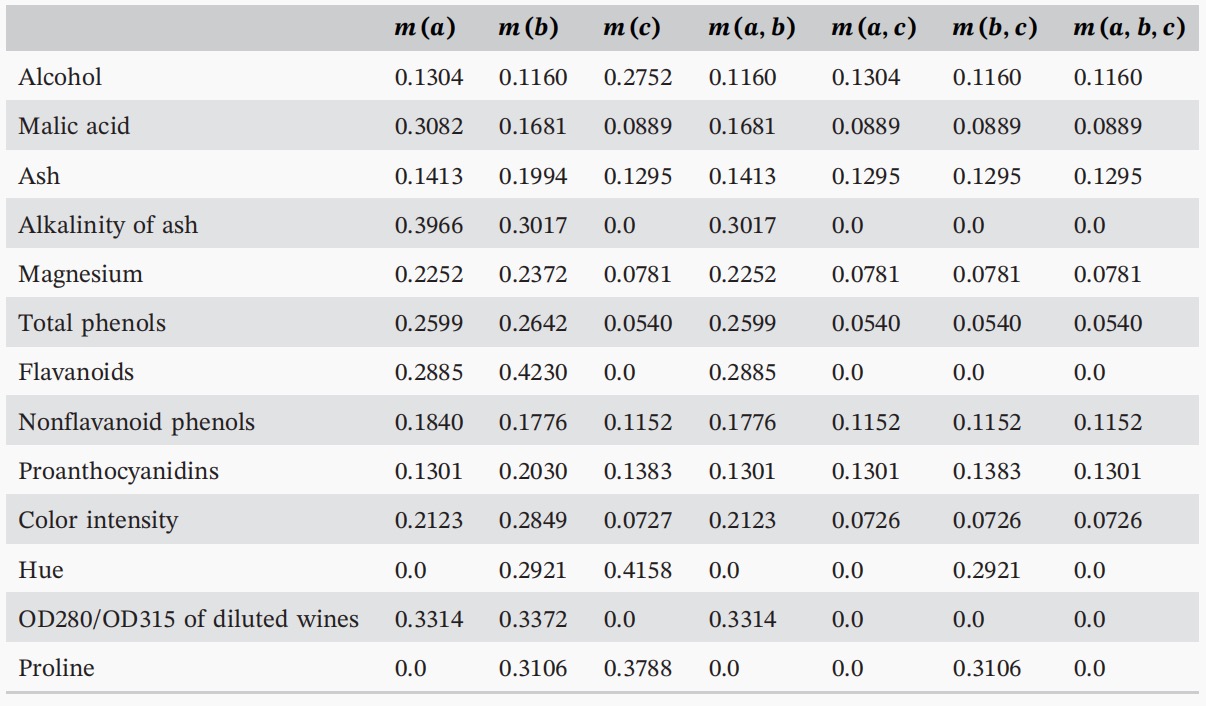 m(a) m(b) m(c) m(a, b) m(a, c) m(b, c) m(a, b, c)
Alcohol 0.1304 0.1160 0.2752 0.1160 0.1304 0.1160 0.1160
Malic acid 0.3082 0.1681 0.0889 0.1681 0.0889 0.0889 0.0889
Ash 0.1413 0.1994 0.1295 0.1413 0.1295 0.1295 0.1295
Alkalinity of ash 0.3966 0.3017 0.0 0.3017 0.0 0.0 0.0
Magnesium 0.2252 0.2372 0.0781 0.2252 0.0781 0.0781 0.0781
Total phenols 0.2599 0.2642 0.0540 0.2599 0.0540 0.0540 0.0540
Flavanoids 0.2885 0.4230 0.0 0.2885 0.0 0.0 0.0
Nonflavanoid phenols 0.1840 0.1776 0.1152 0.1776 0.1152 0.1152 0.1152
Proanthocyanidins 0.1301 0.2030 0.1383 0.1301 0.1301 0.1383 0.1301
Color intensity 0.2123 0.2849 0.0727 0.2123 0.0726 0.0726 0.0726
Hue 0.0 0.2921 0.4158 0.0 0.0 0.2921 0.0
OD280/OD315 of diluted wines 0.3314 0.3372 0.0 0.3314 0.0 0.0 0.0
Proline 0.0 0.3106 0.3788 0.0 0.0 0.3106 0.0